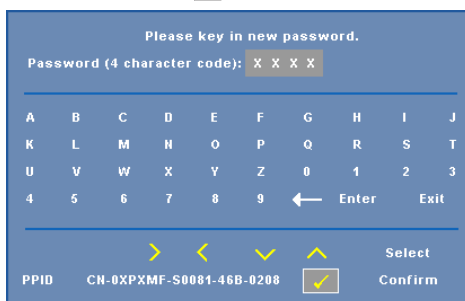 Please key in new password.
Password (4 character code): X X X X
A B C D E F G H I J
K L M N O P Q R S T
U V W X Y Z 0 1 2 3
4 5 6 7 8 9 ← Enter Exit
Select
PPID CN-0XPXMF-S0081-46B-0208 ✓ Confirm